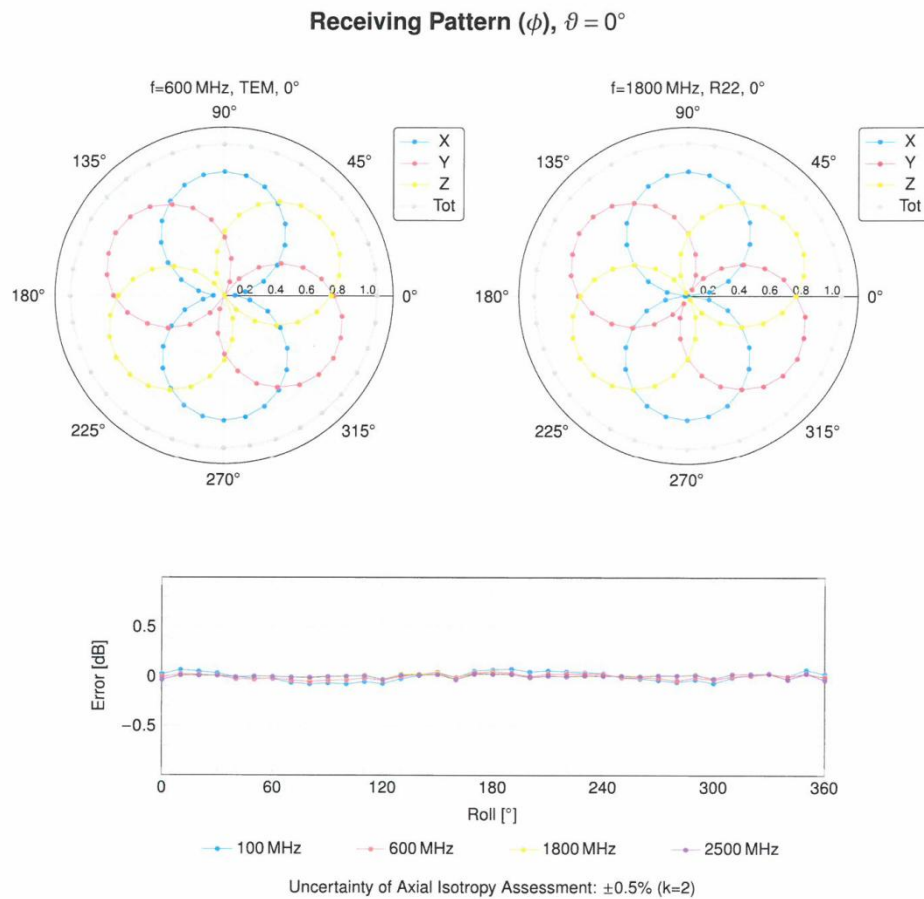 Receiving Pattern (ϕ), ϑ = 0°
f=600 MHz, TEM, 0°
90°
135°
45°
180°
0°
225°
315°
270°
0.2 0.4 0.6 0.8 1.0
X
Y
Z
Tot
f=1800 MHz, R22, 0°
90°
135°
45°
180°
0°
225°
315°
270°
0.2 0.4 0.6 0.8 1.0
X
Y
Z
Tot
Error [dB]
0.5
0
−0.5
0 60 120 180 240 300 360
Roll [°]
100 MHz 600 MHz 1800 MHz 2500 MHz
Uncertainty of Axial Isotropy Assessment: ±0.5% (k=2)